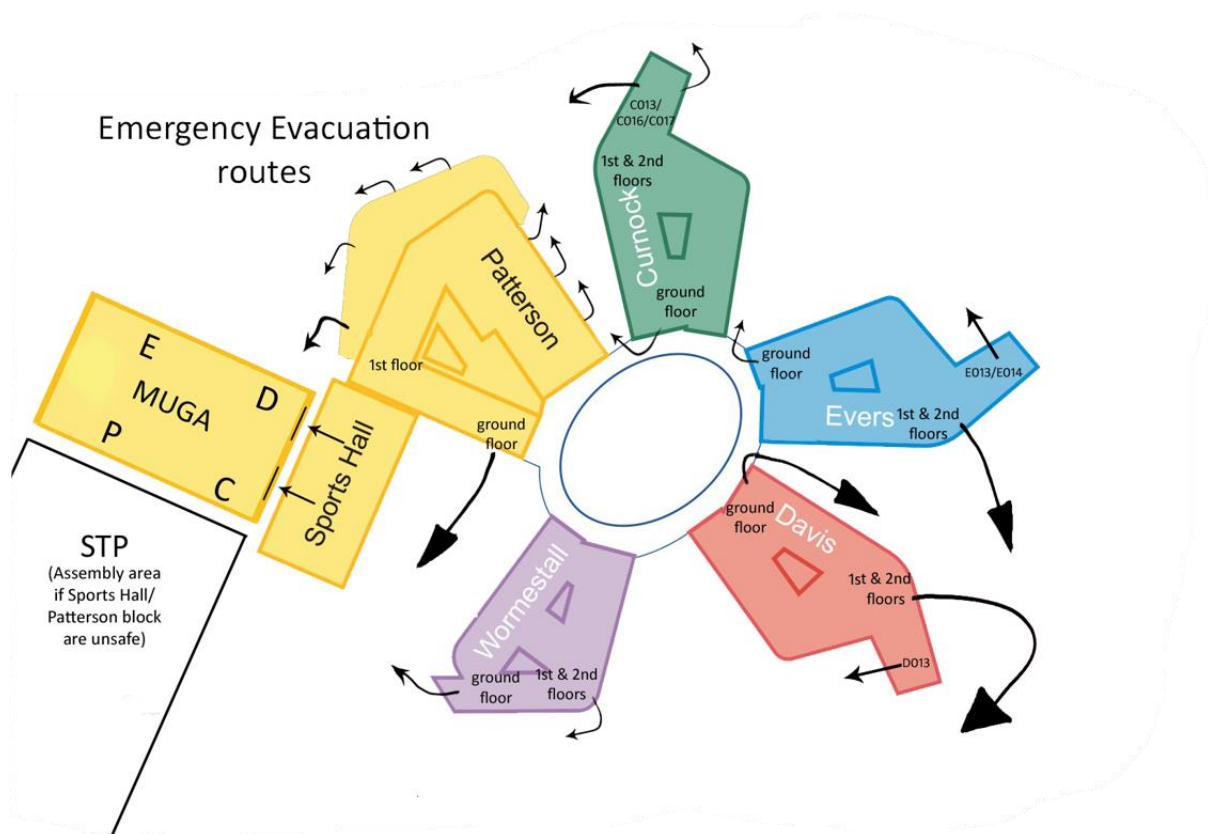 Emergency Evacuation
routes
C013/
C016/C017
1st & 2nd
floors
Curnock
ground
floor
Patterson
1st floor
ground
floor
E
D
MUGA
P
C
Sports Hall
STP
(Assembly area
if Sports Hall/
Patterson block
are unsafe)
ground
floor
E013/E014
Evers
1st & 2nd
floors
ground
floor
Davis
1st & 2nd
floors
D013
Wormestall
ground
floor
1st & 2nd
floors